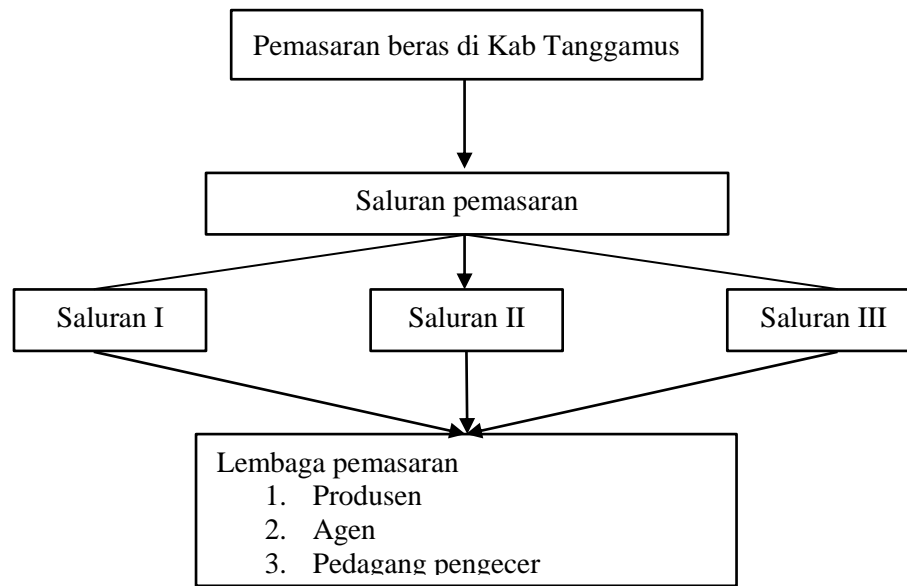 Pemasaran beras di Kab Tanggamus
Saluran pemasaran
Saluran I
Saluran II
Saluran III
Lembaga pemasaran
1. Produsen
2. Agen
3. Pedagang pengecer